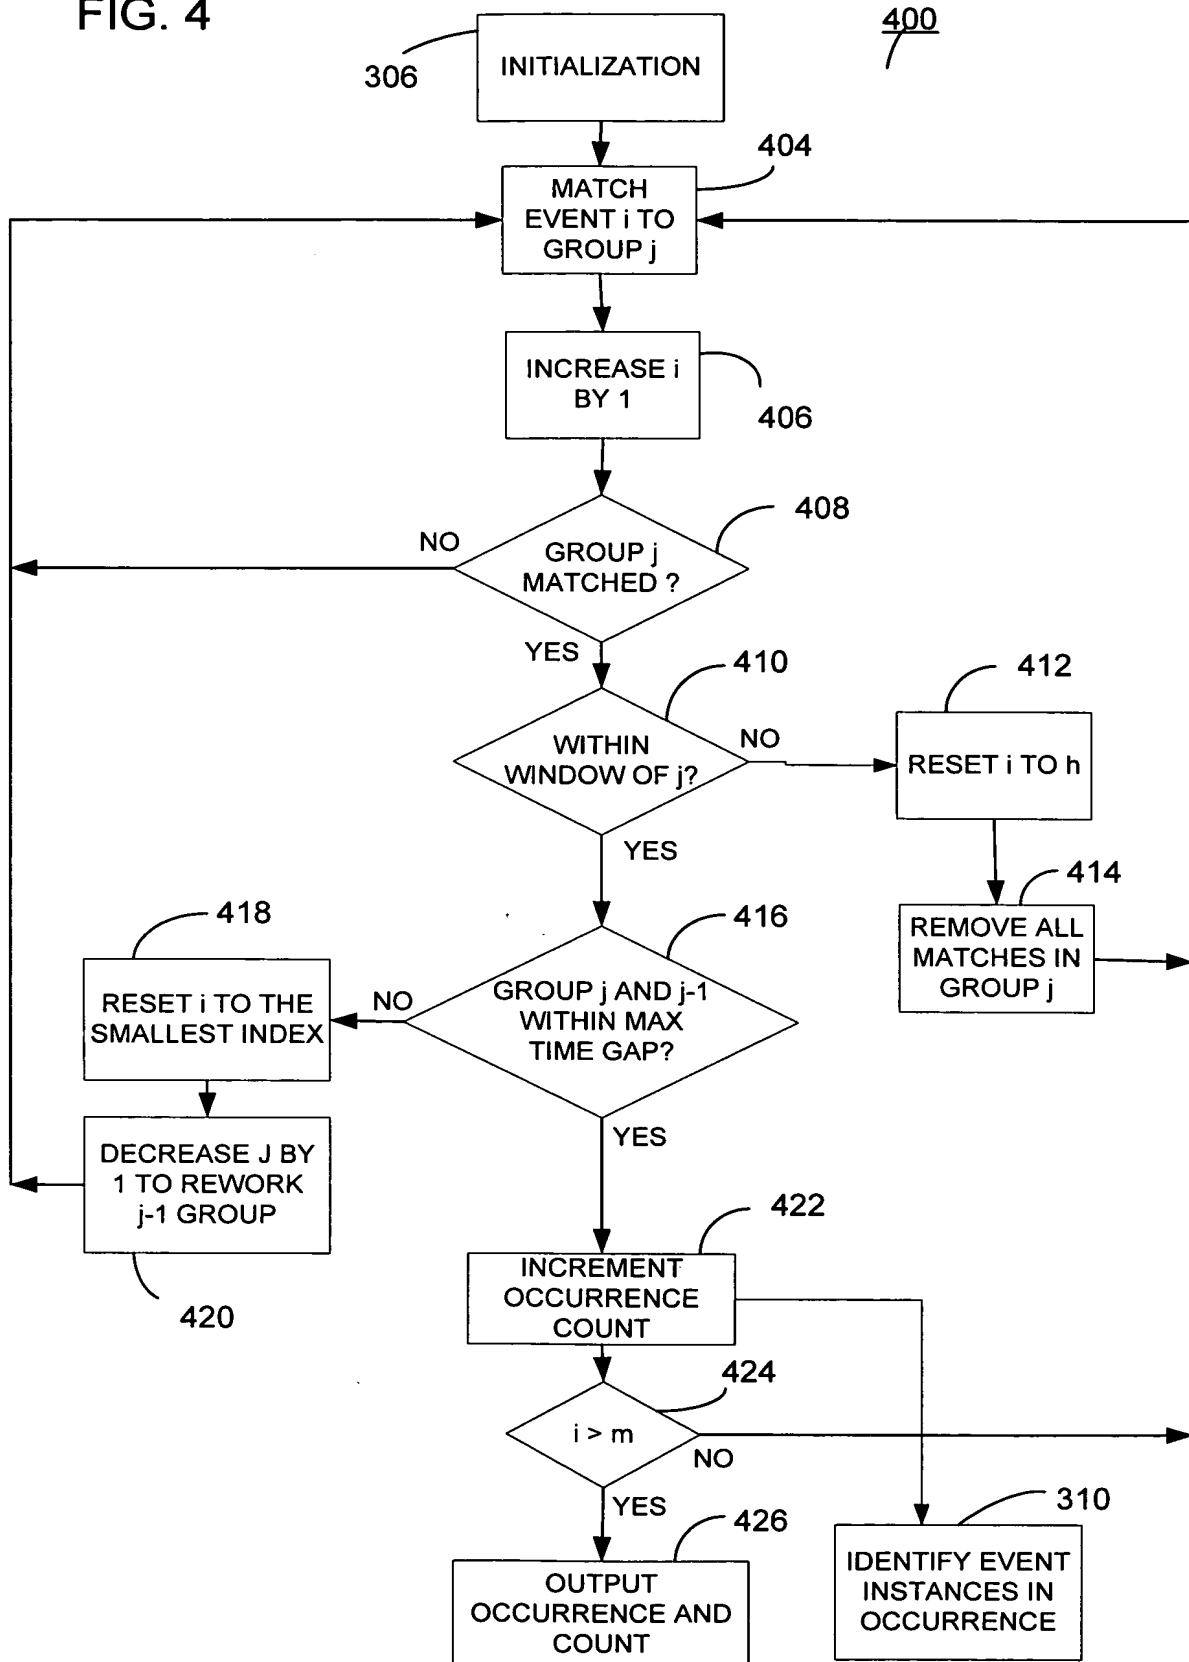 FIG. 4
400
306
INITIALIZATION
404
MATCH
EVENT i TO
GROUP j
INCREASE i
BY 1
406
408
NO
GROUP j
MATCHED ?
YES
410
412
WITHIN
WINDOW OF j?
NO
RESET i TO h
YES
414
REMOVE ALL
MATCHES IN
GROUP j
418
416
RESET i TO THE
SMALLEST INDEX
NO
GROUP j AND j-1
WITHIN MAX
TIME GAP?
YES
DECREASE J BY
1 TO REWORK
j-1 GROUP
420
422
INCREMENT
OCCURRENCE
COUNT
424
i > m
NO
YES
426
310
OUTPUT
OCCURRENCE AND
COUNT
IDENTIFY EVENT
INSTANCES IN
OCCURRENCE